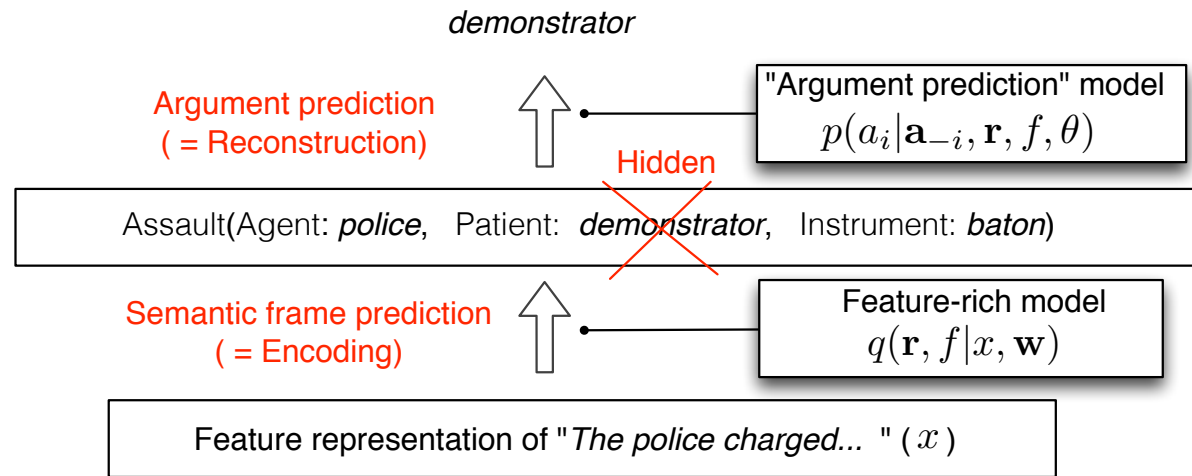 demonstrator
Argument prediction
( = Reconstruction)
"Argument prediction" model
p(a_i|a_{−i}, r, f, θ)
Hidden
Assault(Agent: police, Patient: demonstrator, Instrument: baton)
Semantic frame prediction
( = Encoding)
Feature-rich model
q(r, f|x, w)
Feature representation of "The police charged... " (x)